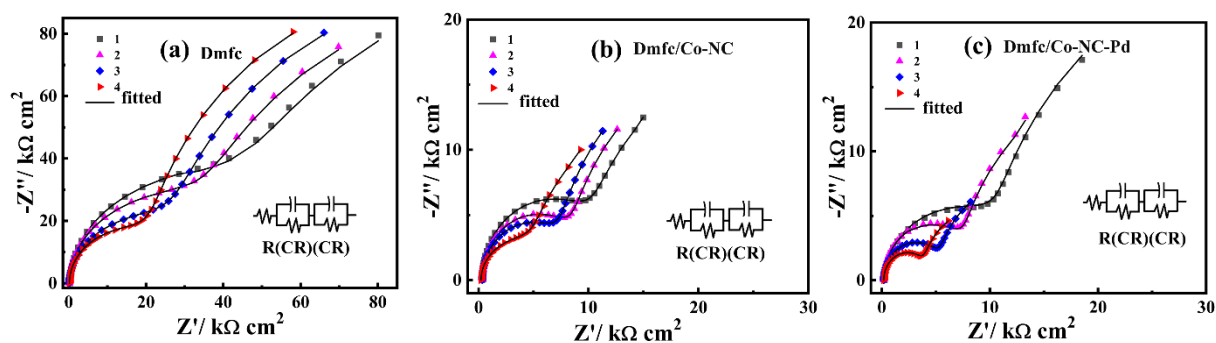 (a) Dmfc
1
2
3
4
fitted
R(CR)(CR)
80
60
40
20
0
0 20 40 60 80
-Z''/ kΩ cm²
Z'/ kΩ cm²
(b) Dmfc/Co-NC
1
2
3
4
fitted
R(CR)(CR)
20
10
0
0 10 20 30
-Z''/ kΩ cm²
Z'/ kΩ cm²
(c) Dmfc/Co-NC-Pd
1
2
3
4
fitted
R(CR)(CR)
20
10
0
0 10 20 30
-Z''/ kΩ cm²
Z'/ kΩ cm²